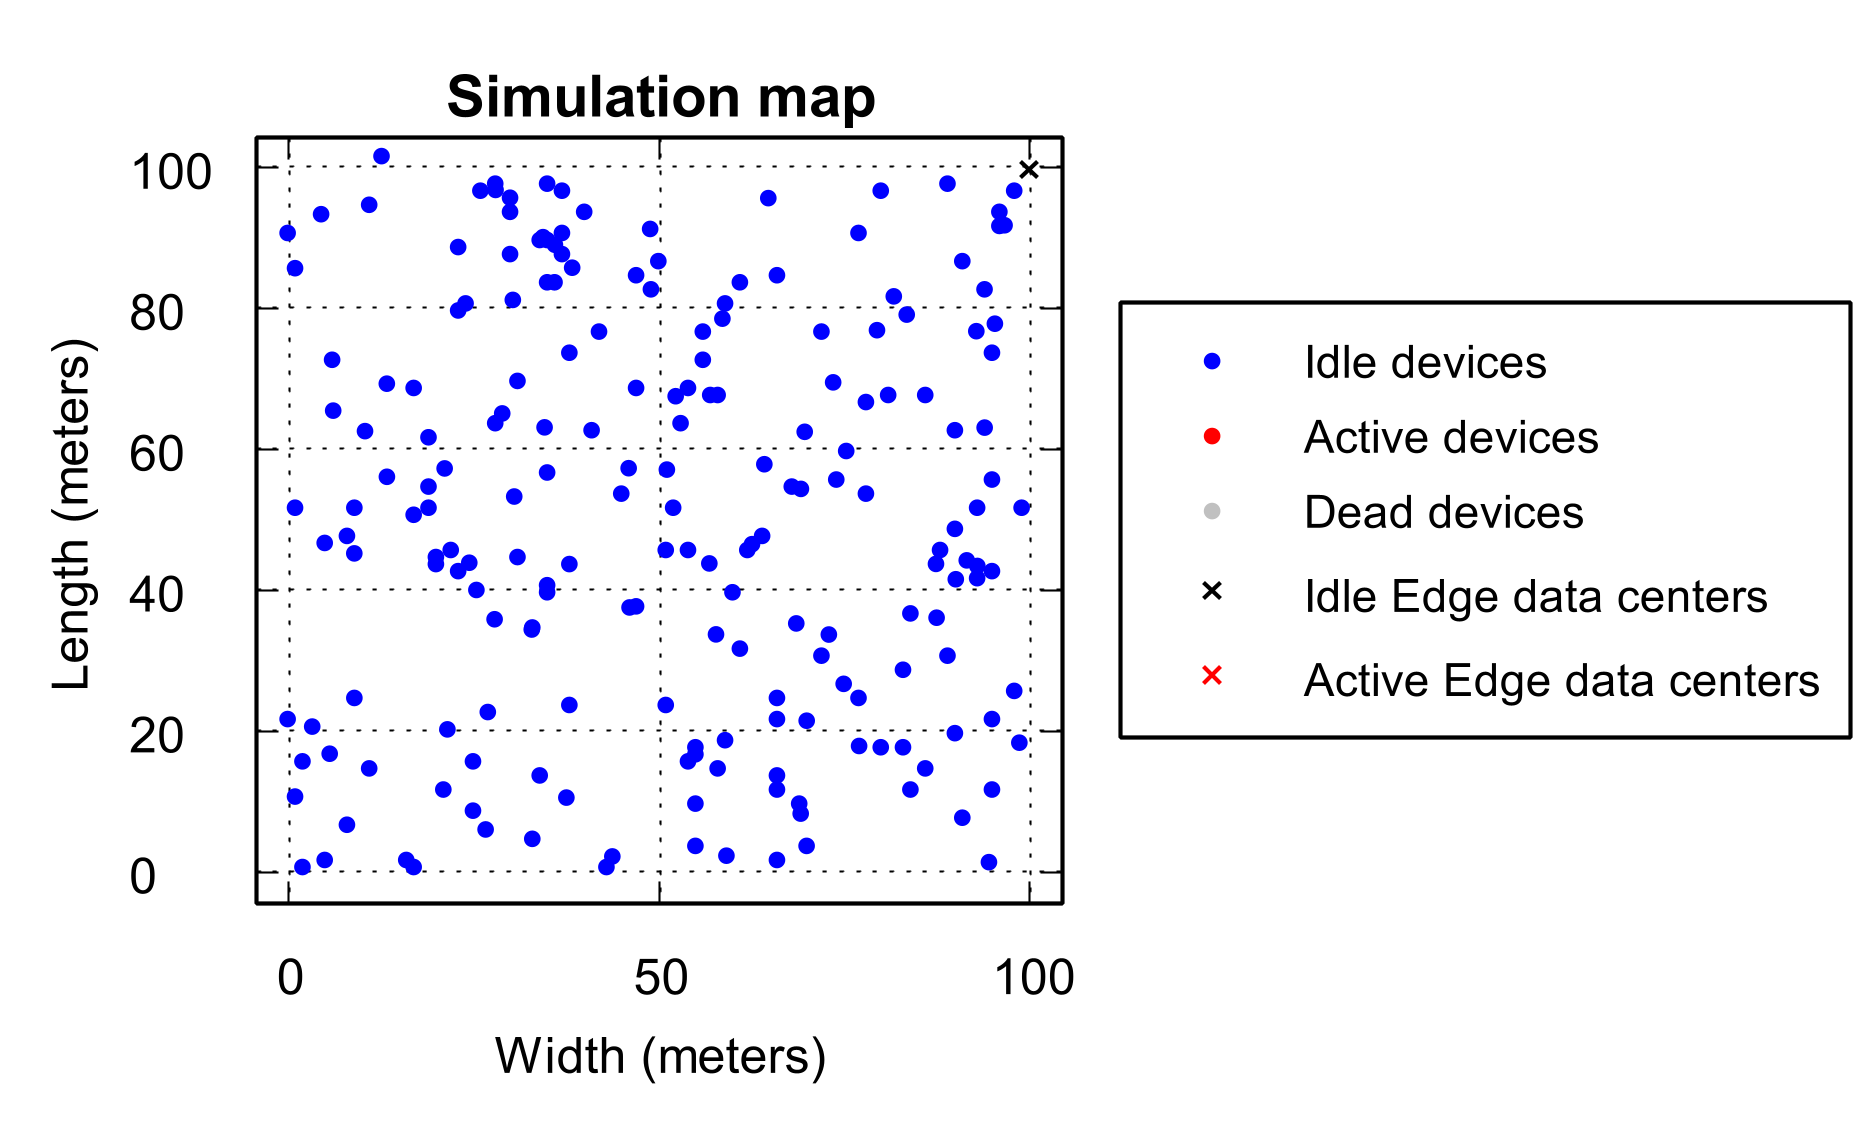 Simulation map
100
80
60
40
20
0
Length (meters)
0 50 100
Width (meters)
Idle devices
Active devices
Dead devices
Idle Edge data centers
Active Edge data centers